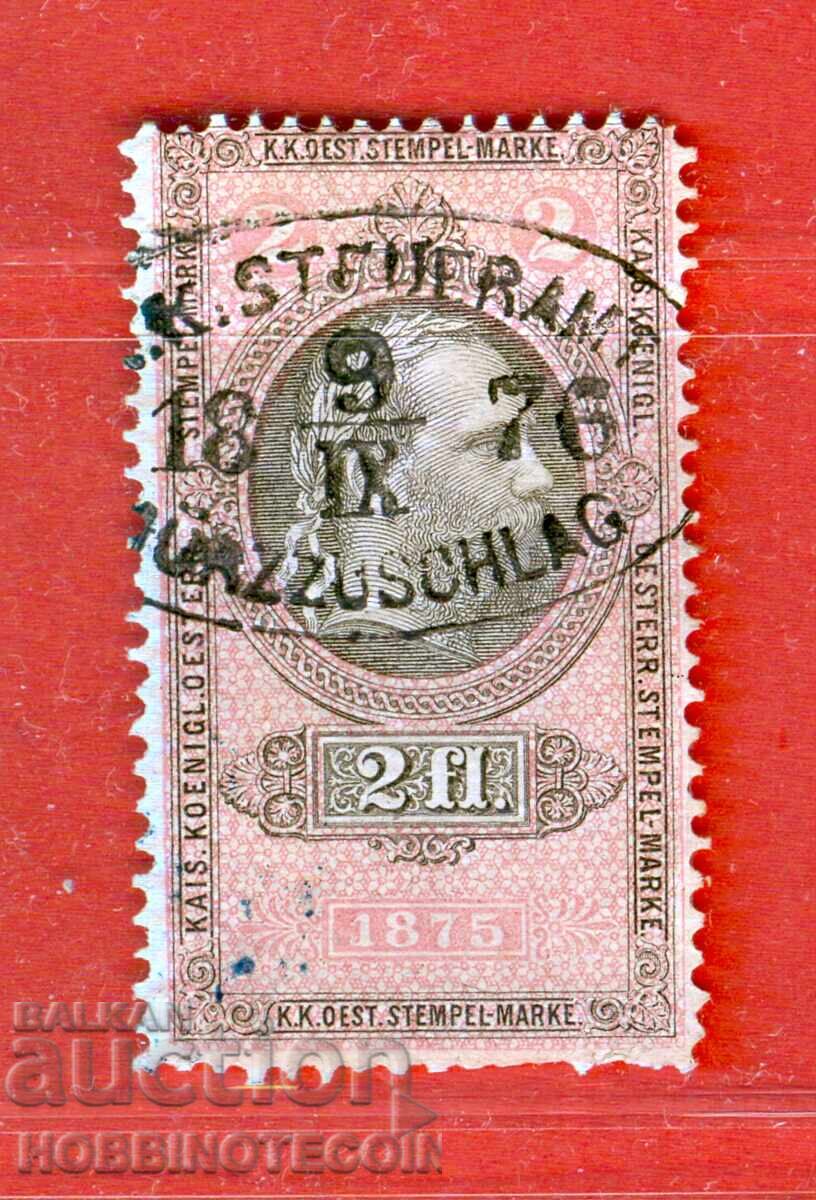 K.K.OEST.STEMPEL-MARKE.
2 2
KAIS. KOENIGL. OESTERR. STEMPEL-MARKE
KAIS. KOENIGL. OESTERR. STEMPEL-MARKE
K. STEUERAMT
18 9 76
IX
MÜRZZUSCHLAG
2 fl.
1875
K.K.OEST.STEMPEL-MARKE.
BALKAN
auction
HOBBINOTECOIN